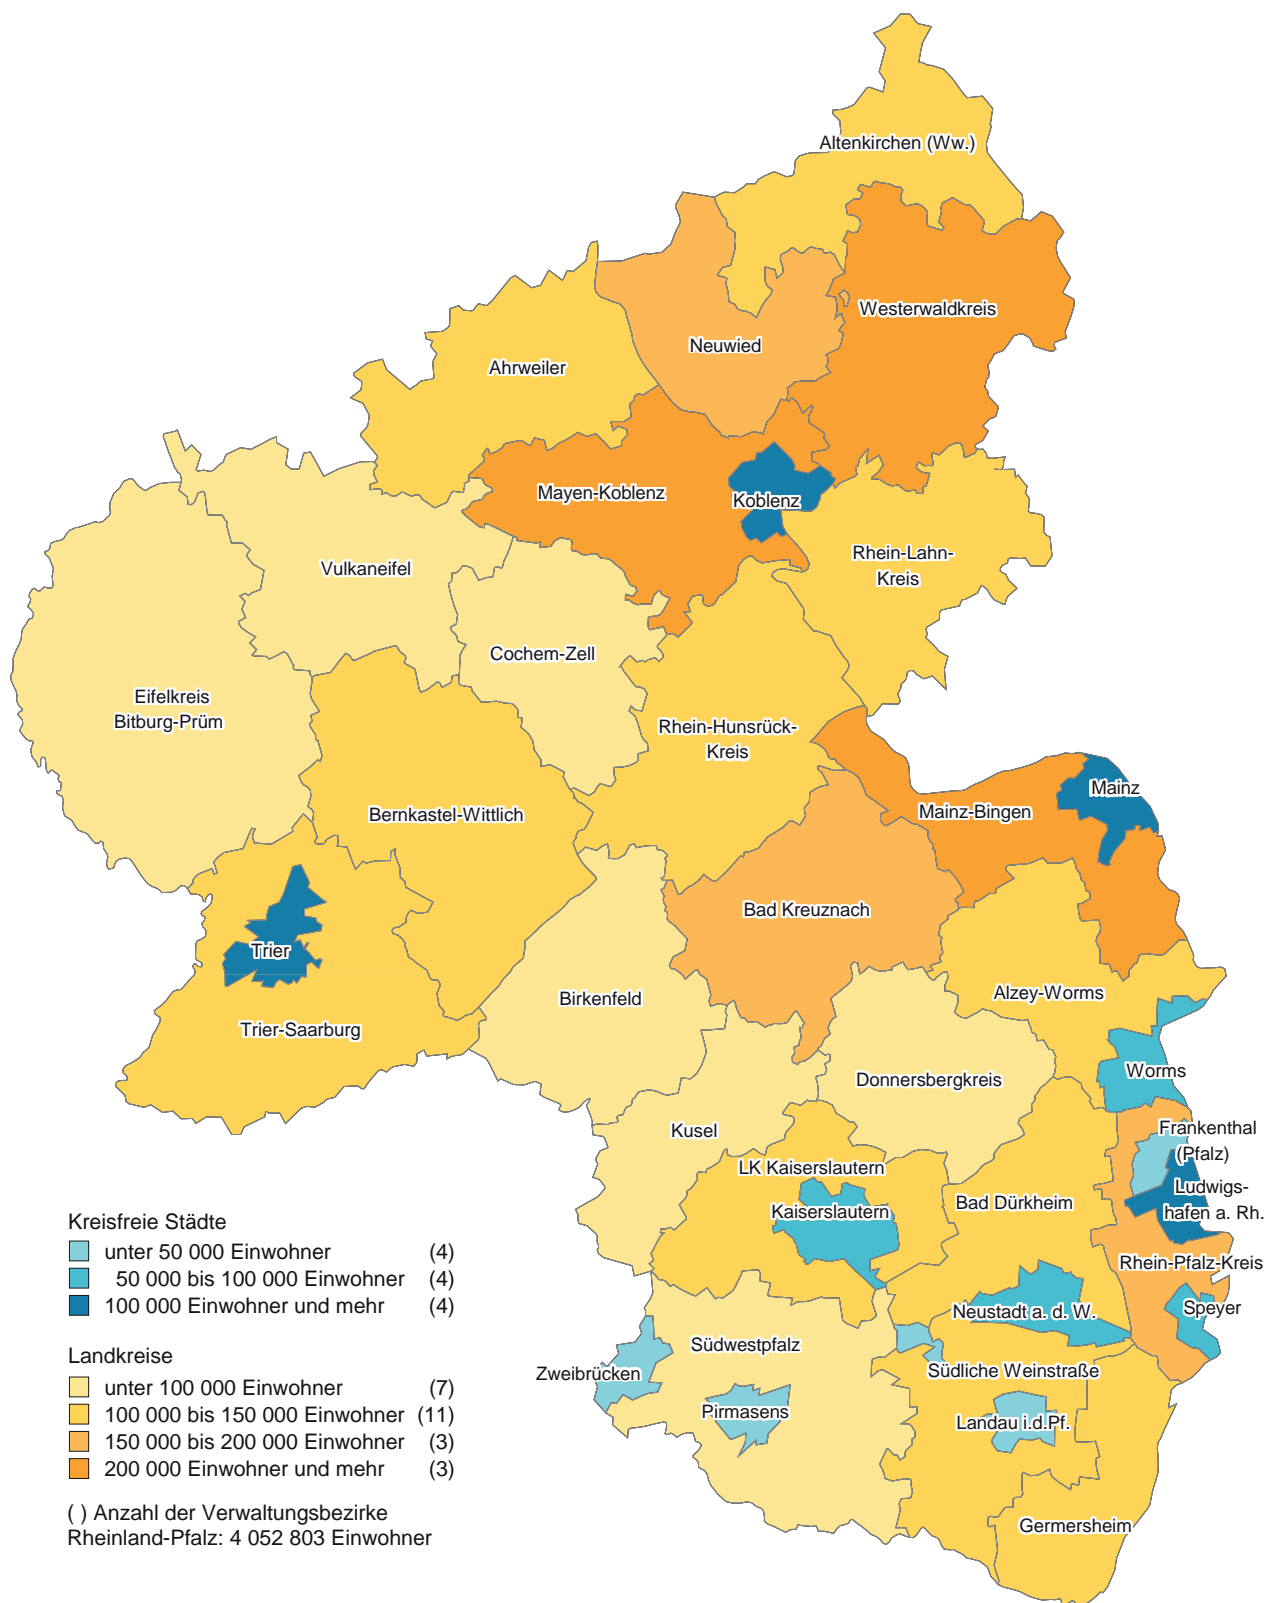 Altenkirchen (Ww.)
Westerwaldkreis
Neuwied
Ahrweiler
Mayen-Koblenz
Koblenz
Rhein-Lahn-
Kreis
Vulkaneifel
Cochem-Zell
Eifelkreis
Bitburg-Prüm
Rhein-Hunsrück-
Kreis
Mainz
Mainz-Bingen
Bernkastel-Wittlich
Bad Kreuznach
Trier
Alzey-Worms
Birkenfeld
Trier-Saarburg
Worms
Donnersbergkreis
Kusel
Frankenthal
(Pfalz)
LK Kaiserslautern
Ludwigs-
hafen a. Rh.
Bad Dürkheim
Kaiserslautern
Rhein-Pfalz-Kreis
Speyer
Neustadt a. d. W.
Südwestpfalz
Zweibrücken
Südliche Weinstraße
Pirmasens
Landau i.d.Pf.
Germersheim
Kreisfreie Städte
unter 50 000 Einwohner (4)
50 000 bis 100 000 Einwohner (4)
100 000 Einwohner und mehr (4)
Landkreise
unter 100 000 Einwohner (7)
100 000 bis 150 000 Einwohner (11)
150 000 bis 200 000 Einwohner (3)
200 000 Einwohner und mehr (3)
( ) Anzahl der Verwaltungsbezirke
Rheinland-Pfalz: 4 052 803 Einwohner